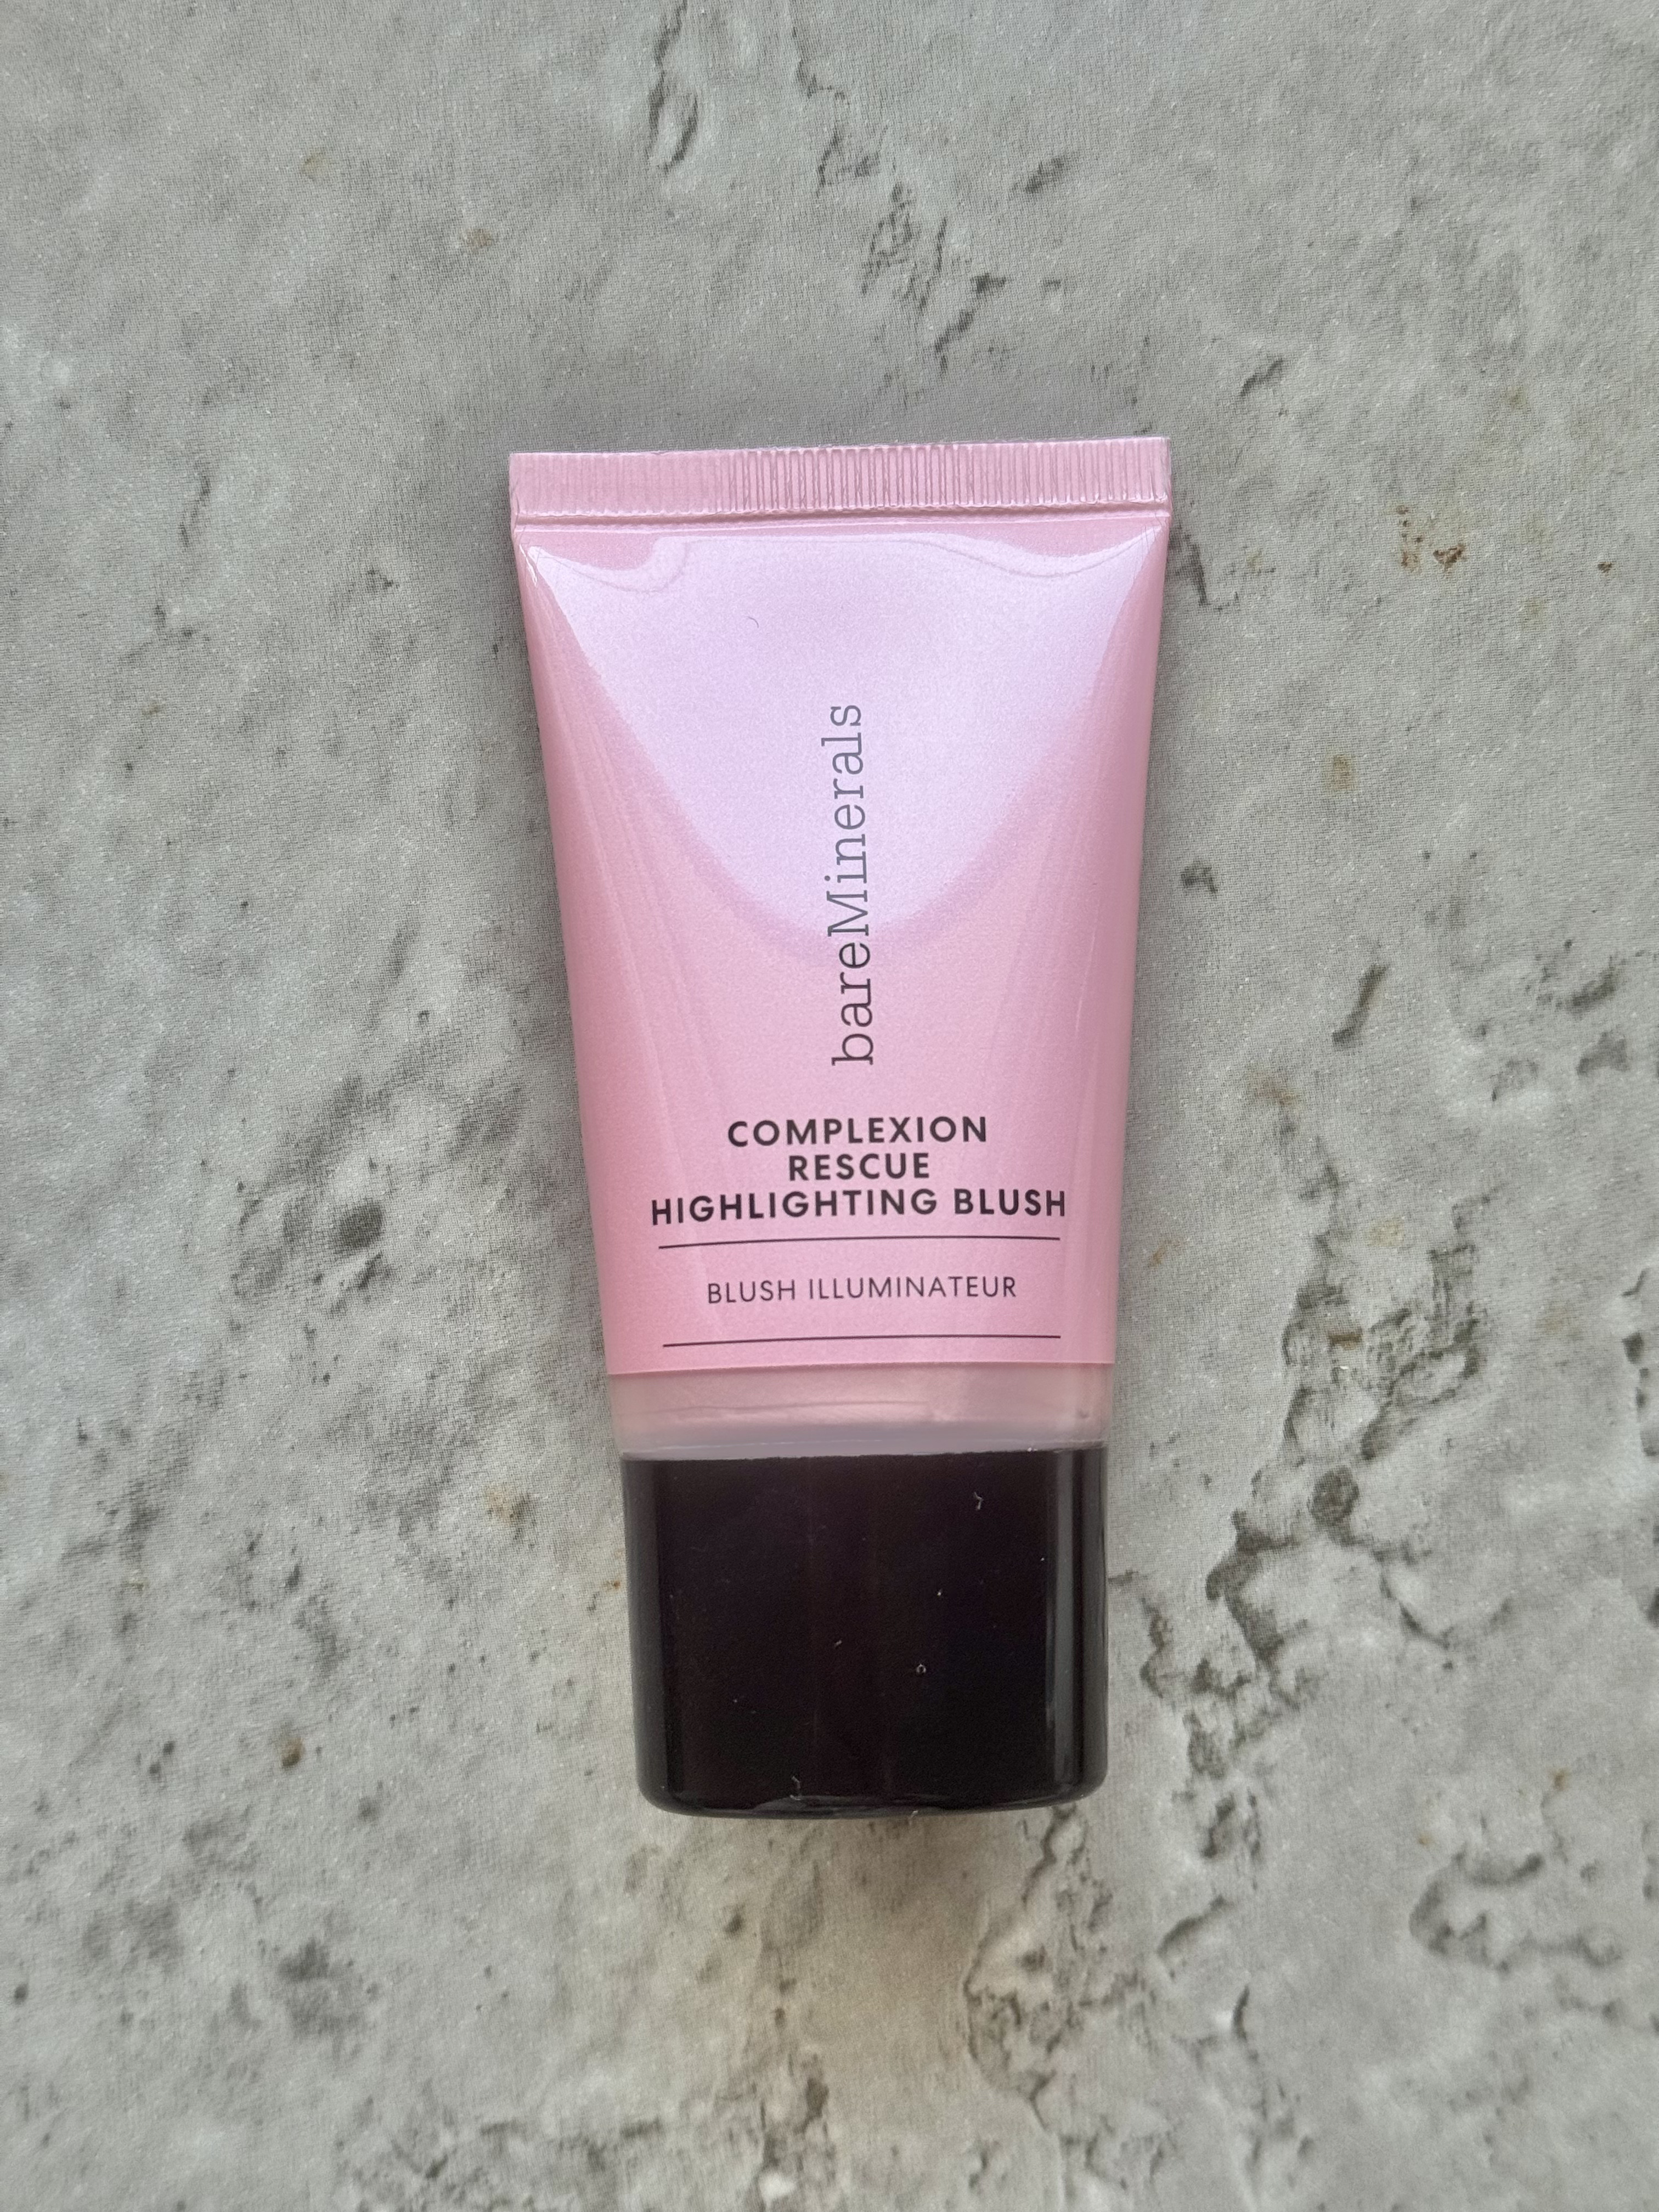 bareMinerals
COMPLEXION
RESCUE
HIGHLIGHTING BLUSH
BLUSH ILLUMINATEUR